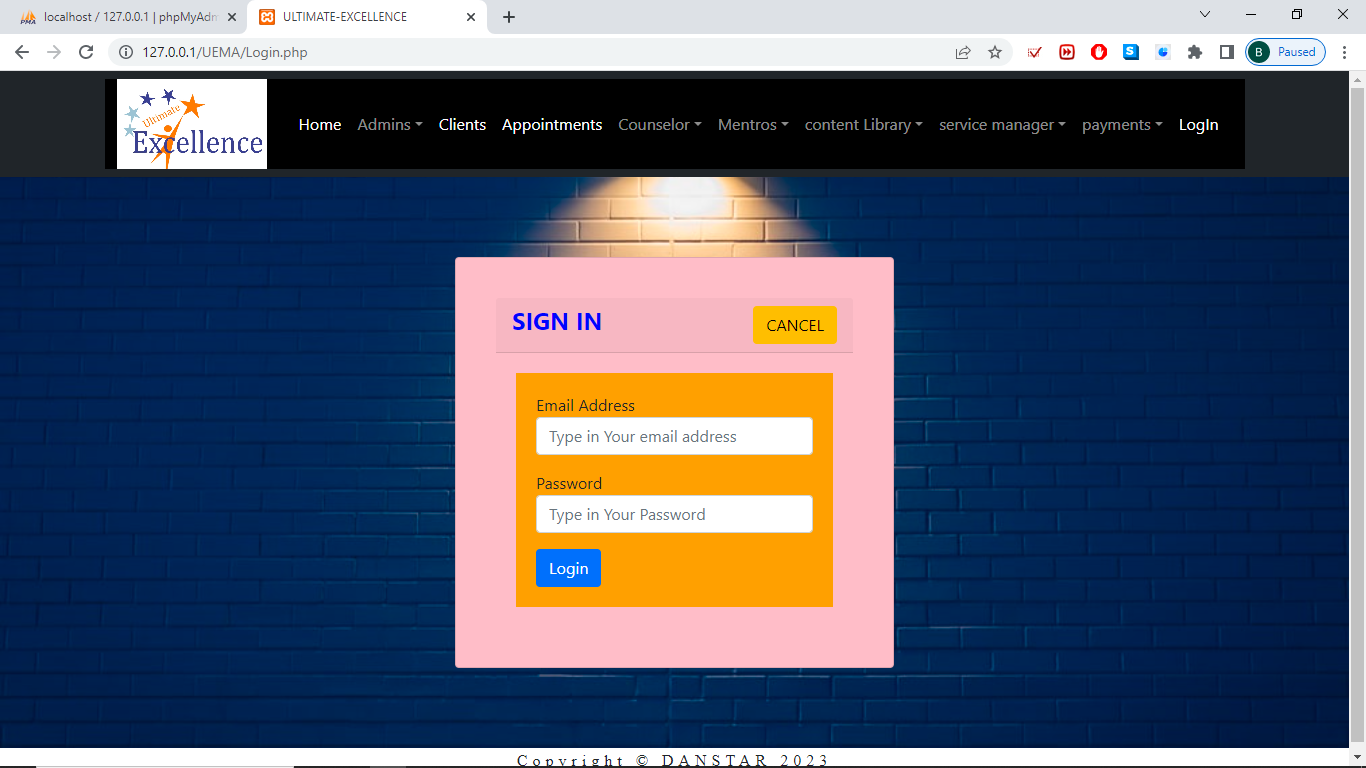 localhost / 127.0.0.1 | phpMyAdm
ULTIMATE-EXCELLENCE
127.0.0.1/UEMA/Login.php
B Paused
Ultimate
Excellence
Home Admins Clients Appointments Counselor Mentros content Library service manager payments LogIn
SIGN IN
CANCEL
Email Address
Type in Your email address
Password
Type in Your Password
Login
Copyright © DANSTAR 2023